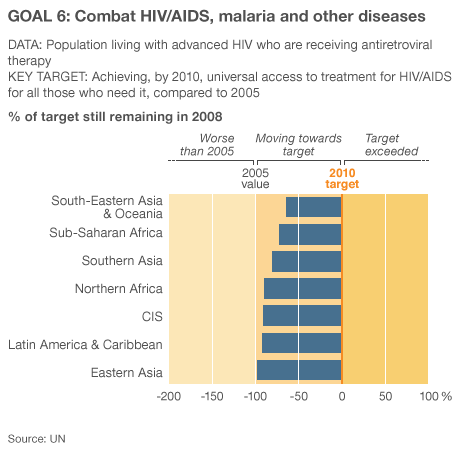 GOAL 6: Combat HIV/AIDS, malaria and other diseases
DATA: Population living with advanced HIV who are receiving antiretroviral
therapy
KEY TARGET: Achieving, by 2010, universal access to treatment for HIV/AIDS
for all those who need it, compared to 2005
% of target still remaining in 2008
Worse
than 2005
Moving towards
target
Target
exceeded
2005
value
2010
target
South-Eastern Asia
& Oceania
Sub-Saharan Africa
Southern Asia
Northern Africa
CIS
Latin America & Caribbean
Eastern Asia
-200 -150 -100 -50 0 50 100 %
Source: UN